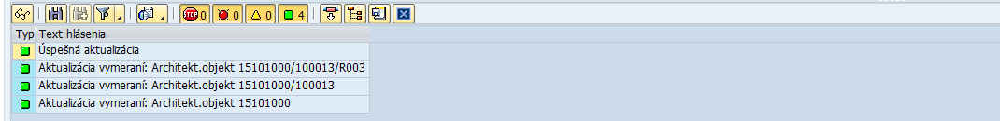 STOP 0 0 0 4
Typ Text hlásenia
Úspešná aktualizácia
Aktualizácia vymeraní: Architekt.objekt 15101000/100013/R003
Aktualizácia vymeraní: Architekt.objekt 15101000/100013
Aktualizácia vymeraní: Architekt.objekt 15101000